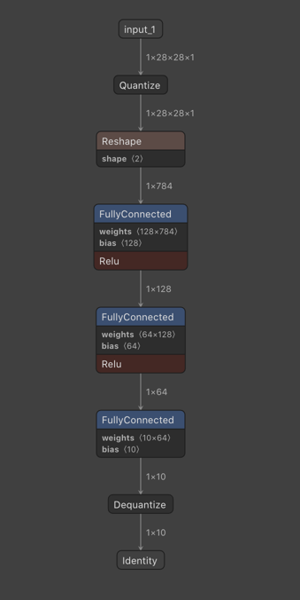 input_1
1×28×28×1
Quantize
1×28×28×1
Reshape
shape ⟨2⟩
1×784
FullyConnected
weights ⟨128×784⟩
bias ⟨128⟩
Relu
1×128
FullyConnected
weights ⟨64×128⟩
bias ⟨64⟩
Relu
1×64
FullyConnected
weights ⟨10×64⟩
bias ⟨10⟩
1×10
Dequantize
1×10
Identity